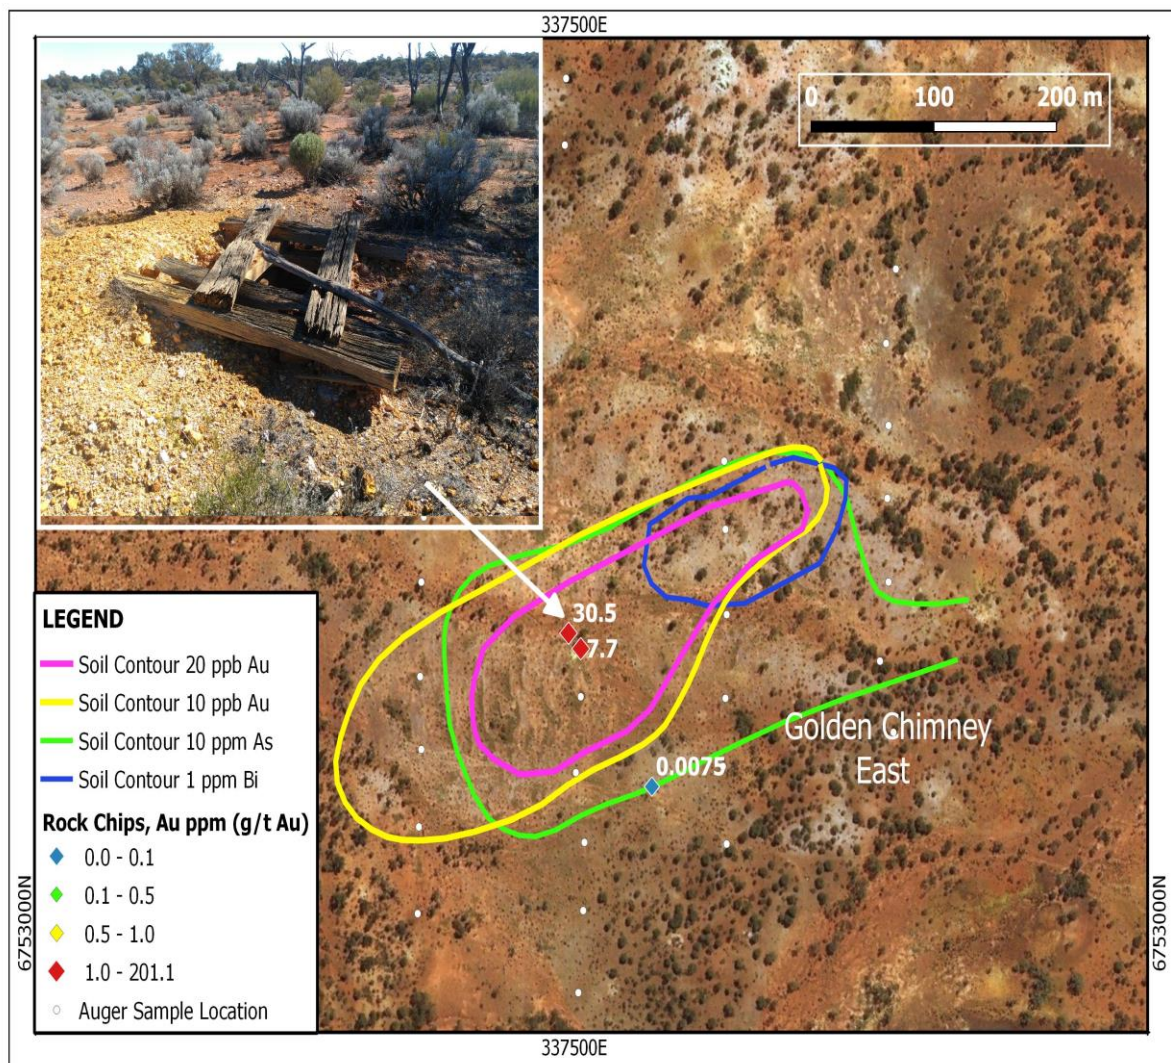 337500E
0 100 200 m
30.5
7.7
Golden Chimney
East
0.0075
LEGEND
Soil Contour 20 ppb Au
Soil Contour 10 ppb Au
Soil Contour 10 ppm As
Soil Contour 1 ppm Bi
Rock Chips, Au ppm (g/t Au)
0.0 - 0.1
0.1 - 0.5
0.5 - 1.0
1.0 - 201.1
Auger Sample Location
6753000N
6753000N
337500E